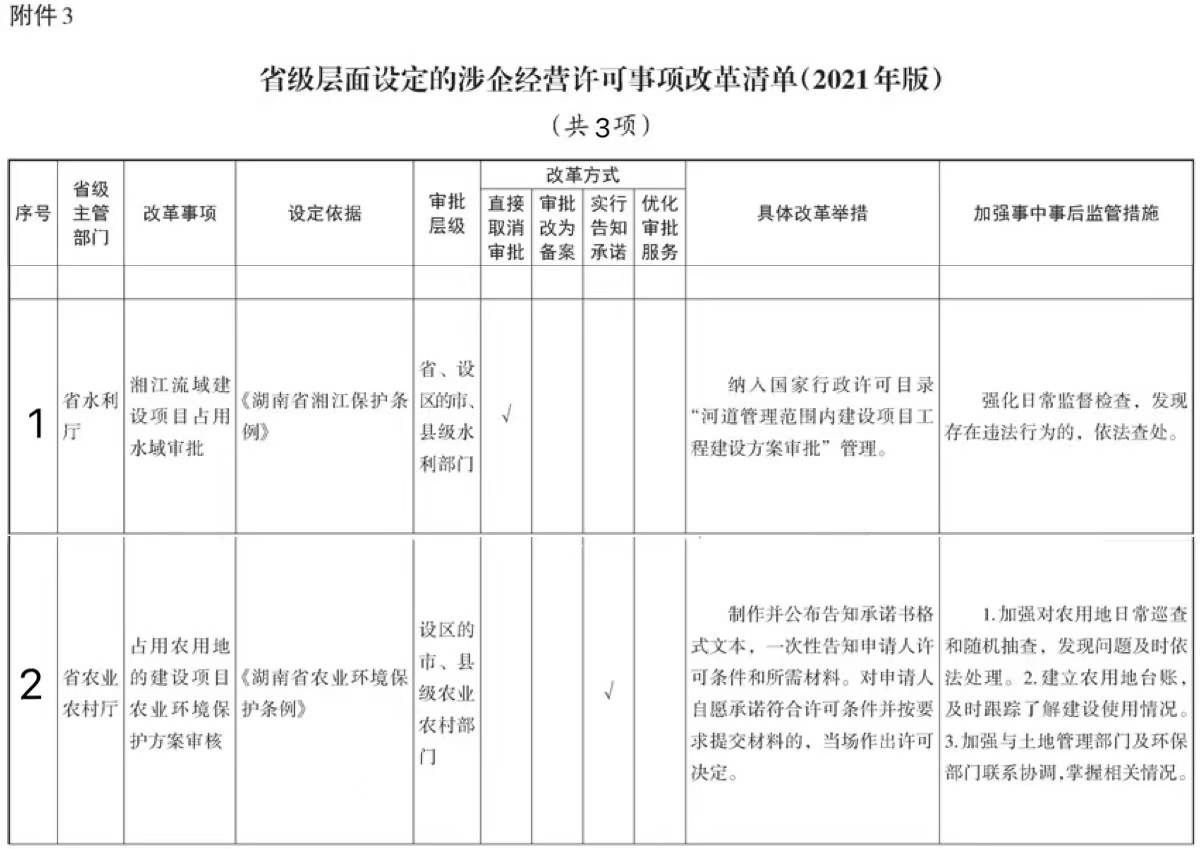 附件3
省级层面设定的涉企经营许可事项改革清单(2021年版)
(共3项)
序号
省级
主管
部门
改革事项
设定依据
审批
层级
改革方式
直接
取消
审批
审批
改为
备案
实行
告知
承诺
优化
审批
服务
具体改革举措
加强事中事后监管措施
1
省水利
厅
湘江流域建
设项目占用
水域审批
《湖南省湘江保护条
例》
省、设
区的市、
县级水
利部门
√
纳入国家行政许可目录
“河道管理范围内建设项目工
程建设方案审批”管理。
强化日常监督检查，发现
存在违法行为的，依法查处。
2
省农业
农村厅
占用农用地
的建设项目
农业环境保
护方案审核
《湖南省农业环境保
护条例》
设区的
市、县
级农业
农村部
门
√
制作并公布告知承诺书格
式文本，一次性告知申请人许
可条件和所需材料。对申请人
自愿承诺符合许可条件并按要
求提交材料的，当场作出许可
决定。
1.加强对农用地日常巡查
和随机抽查，发现问题及时依
法处理。2.建立农用地台账，
及时跟踪了解建设使用情况。
3.加强与土地管理部门及环保
部门联系协调,掌握相关情况。